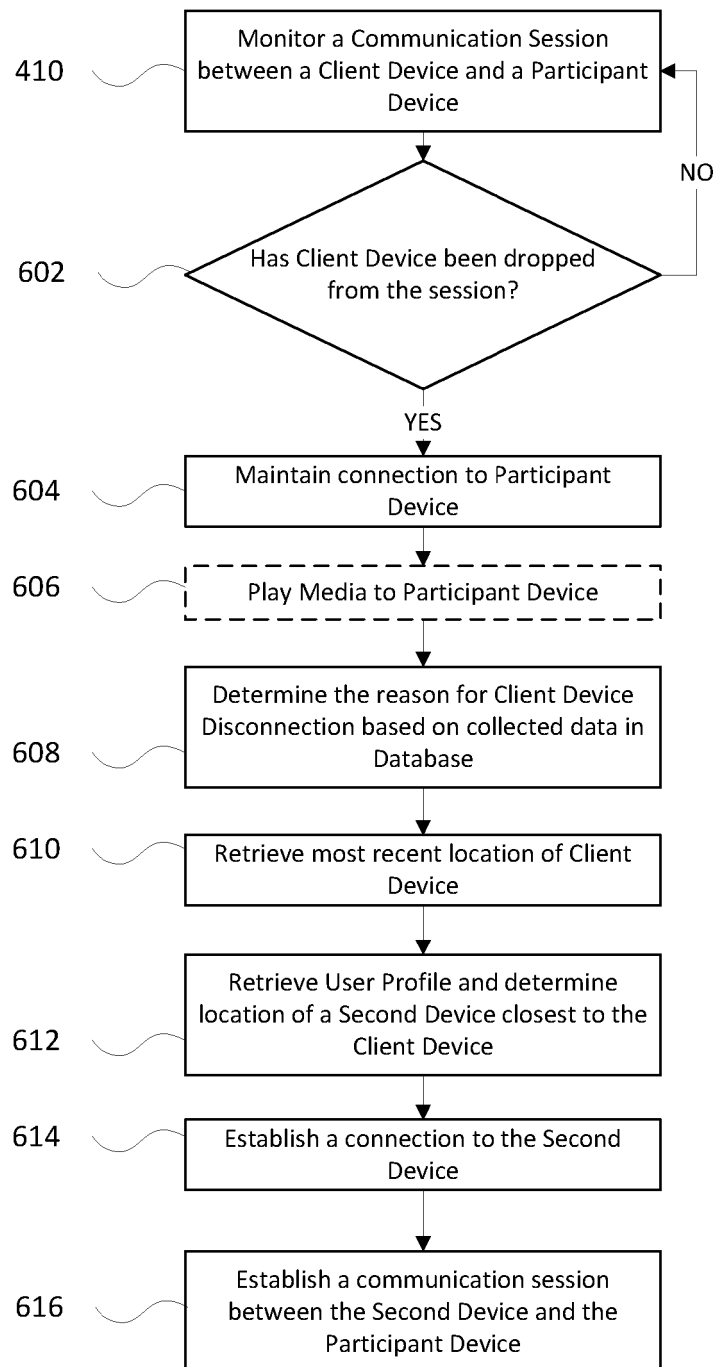 410
Monitor a Communication Session
between a Client Device and a Participant
Device
NO
602
Has Client Device been dropped
from the session?
YES
604
Maintain connection to Participant
Device
606
Play Media to Participant Device
608
Determine the reason for Client Device
Disconnection based on collected data in
Database
610
Retrieve most recent location of Client
Device
612
Retrieve User Profile and determine
location of a Second Device closest to the
Client Device
614
Establish a connection to the Second
Device
616
Establish a communication session
between the Second Device and the
Participant Device